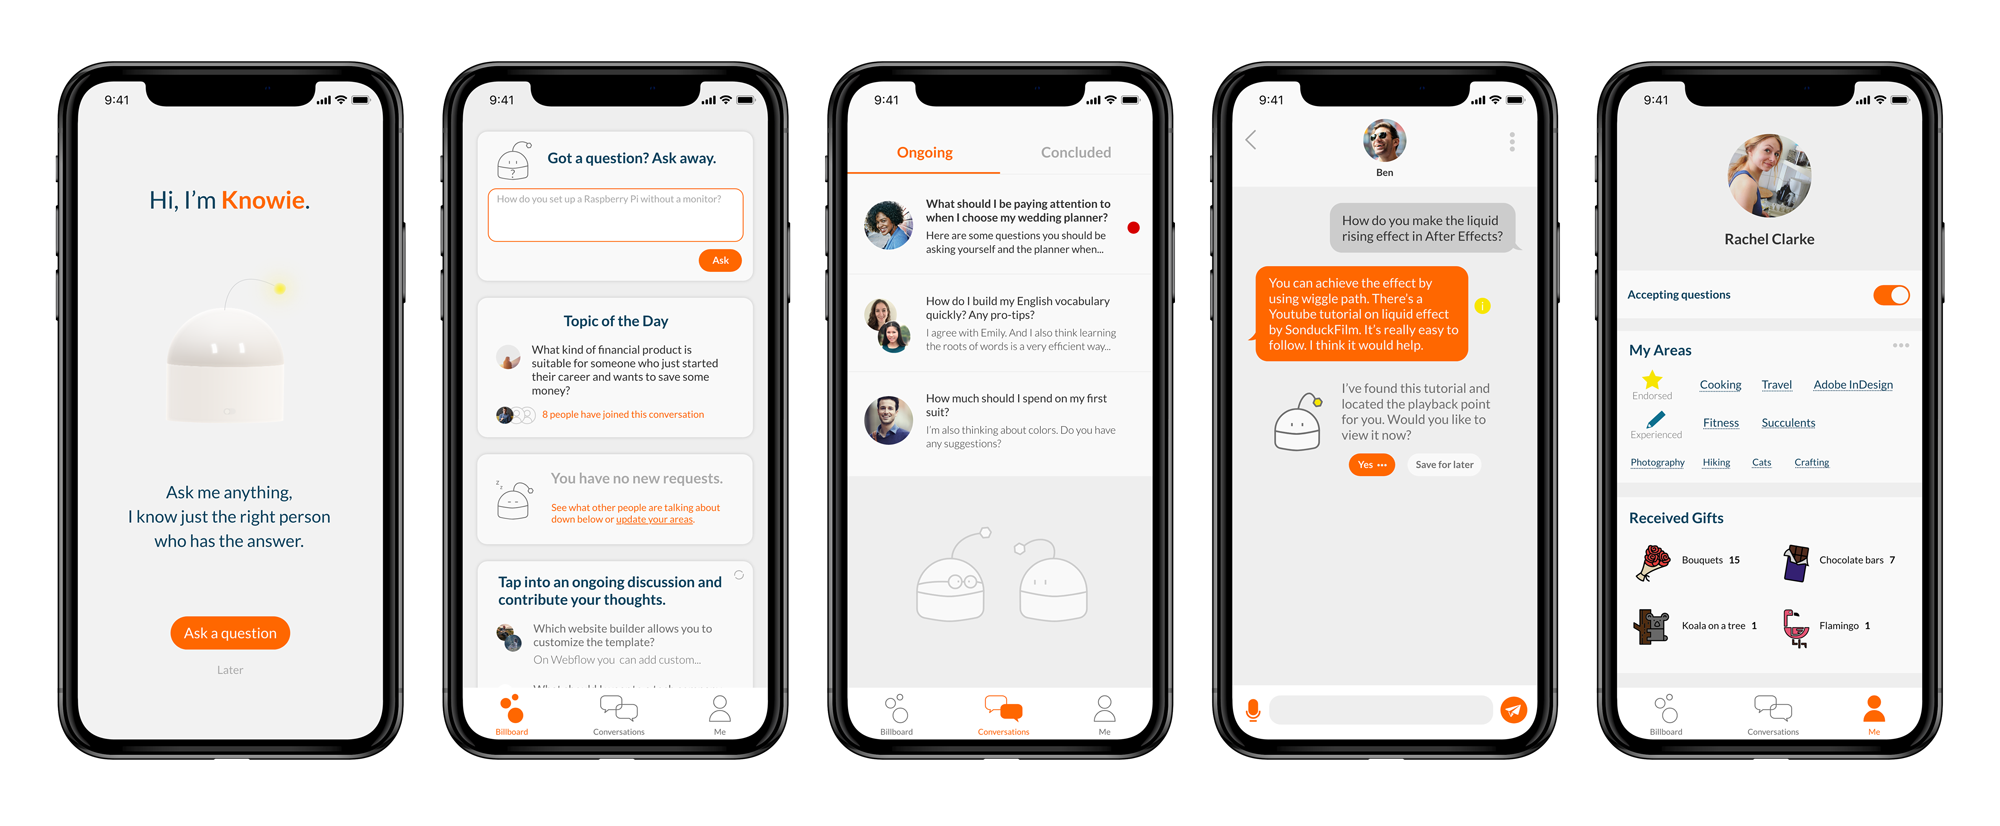 9:41
Hi, I'm Knowie.
Ask me anything,
I know just the right person
who has the answer.
Ask a question
Later
9:41
?
Got a question? Ask away.
How do you set up a Raspberry Pi without a monitor?
Ask
Topic of the Day
What kind of financial product is
suitable for someone who just started
their career and wants to save some
money?
8 people have joined this conversation
z z
You have no new requests.
See what other people are talking about
down below or update your areas.
Tap into an ongoing discussion and
contribute your thoughts.
Which website builder allows you to
customize the template?
On Webflow you can add custom...
Billboard
Conversations
Me
9:41
Ongoing
Concluded
What should I be paying attention to
when I choose my wedding planner?
Here are some questions you should be
asking yourself and the planner when...
How do I build my English vocabulary
quickly? Any pro-tips?
I agree with Emily. And I also think learning
the roots of words is a very efficient way...
How much should I spend on my first
suit?
I'm also thinking about colors. Do you have
any suggestions?
Billboard
Conversations
Me
9:41
Ben
How do you make the liquid
rising effect in After Effects?
You can achieve the effect by
using wiggle path. There's a
Youtube tutorial on liquid effect
by SonduckFilm. It's really easy to
follow. I think it would help.
i
I've found this tutorial and
located the playback point
for you. Would you like to
view it now?
Yes •••
Save for later
9:41
Rachel Clarke
Accepting questions
My Areas
Endorsed
Cooking Travel Adobe InDesign
Experienced
Fitness Succulents
Photography Hiking Cats Crafting
Received Gifts
Bouquets 15
Chocolate bars 7
Koala on a tree 1
Flamingo 1
Billboard
Conversations
Me